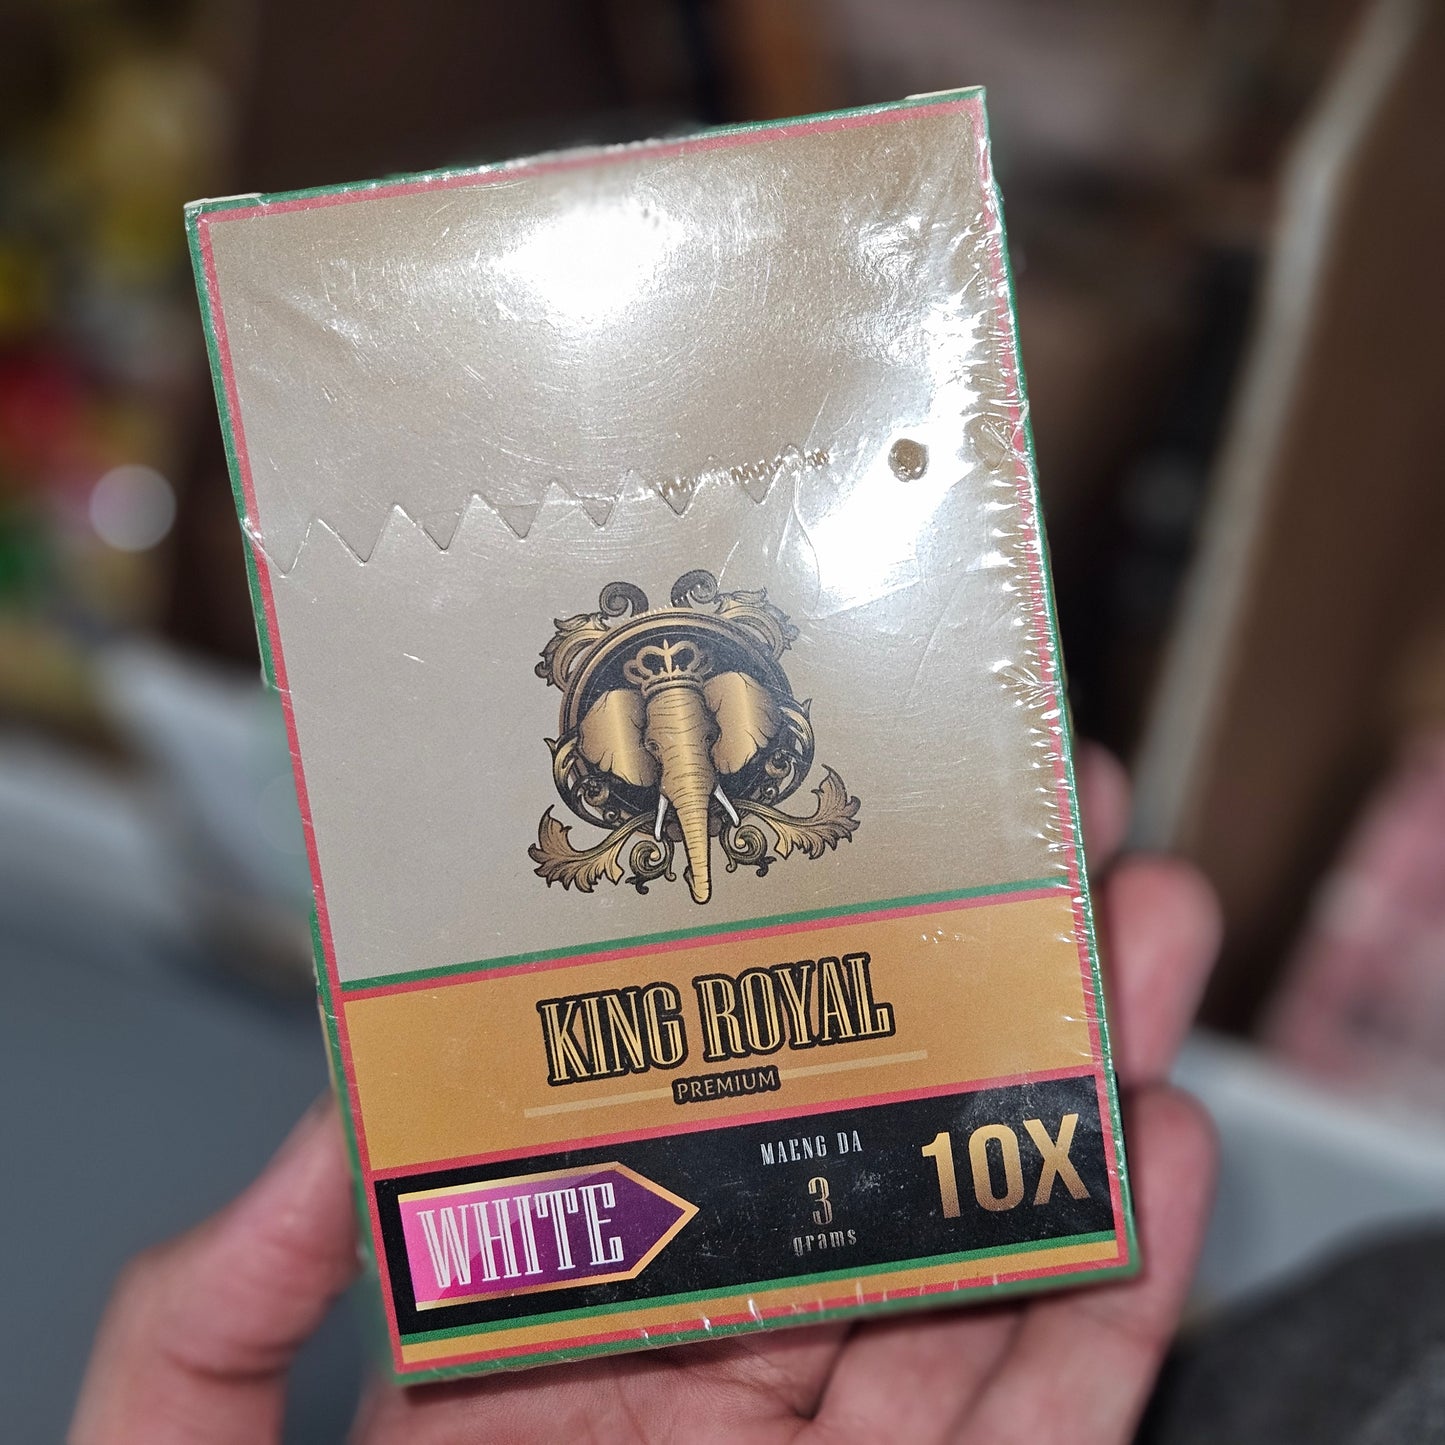 KING ROYAL
PREMIUM
WHITE
MAENG DA
3
grams
10X